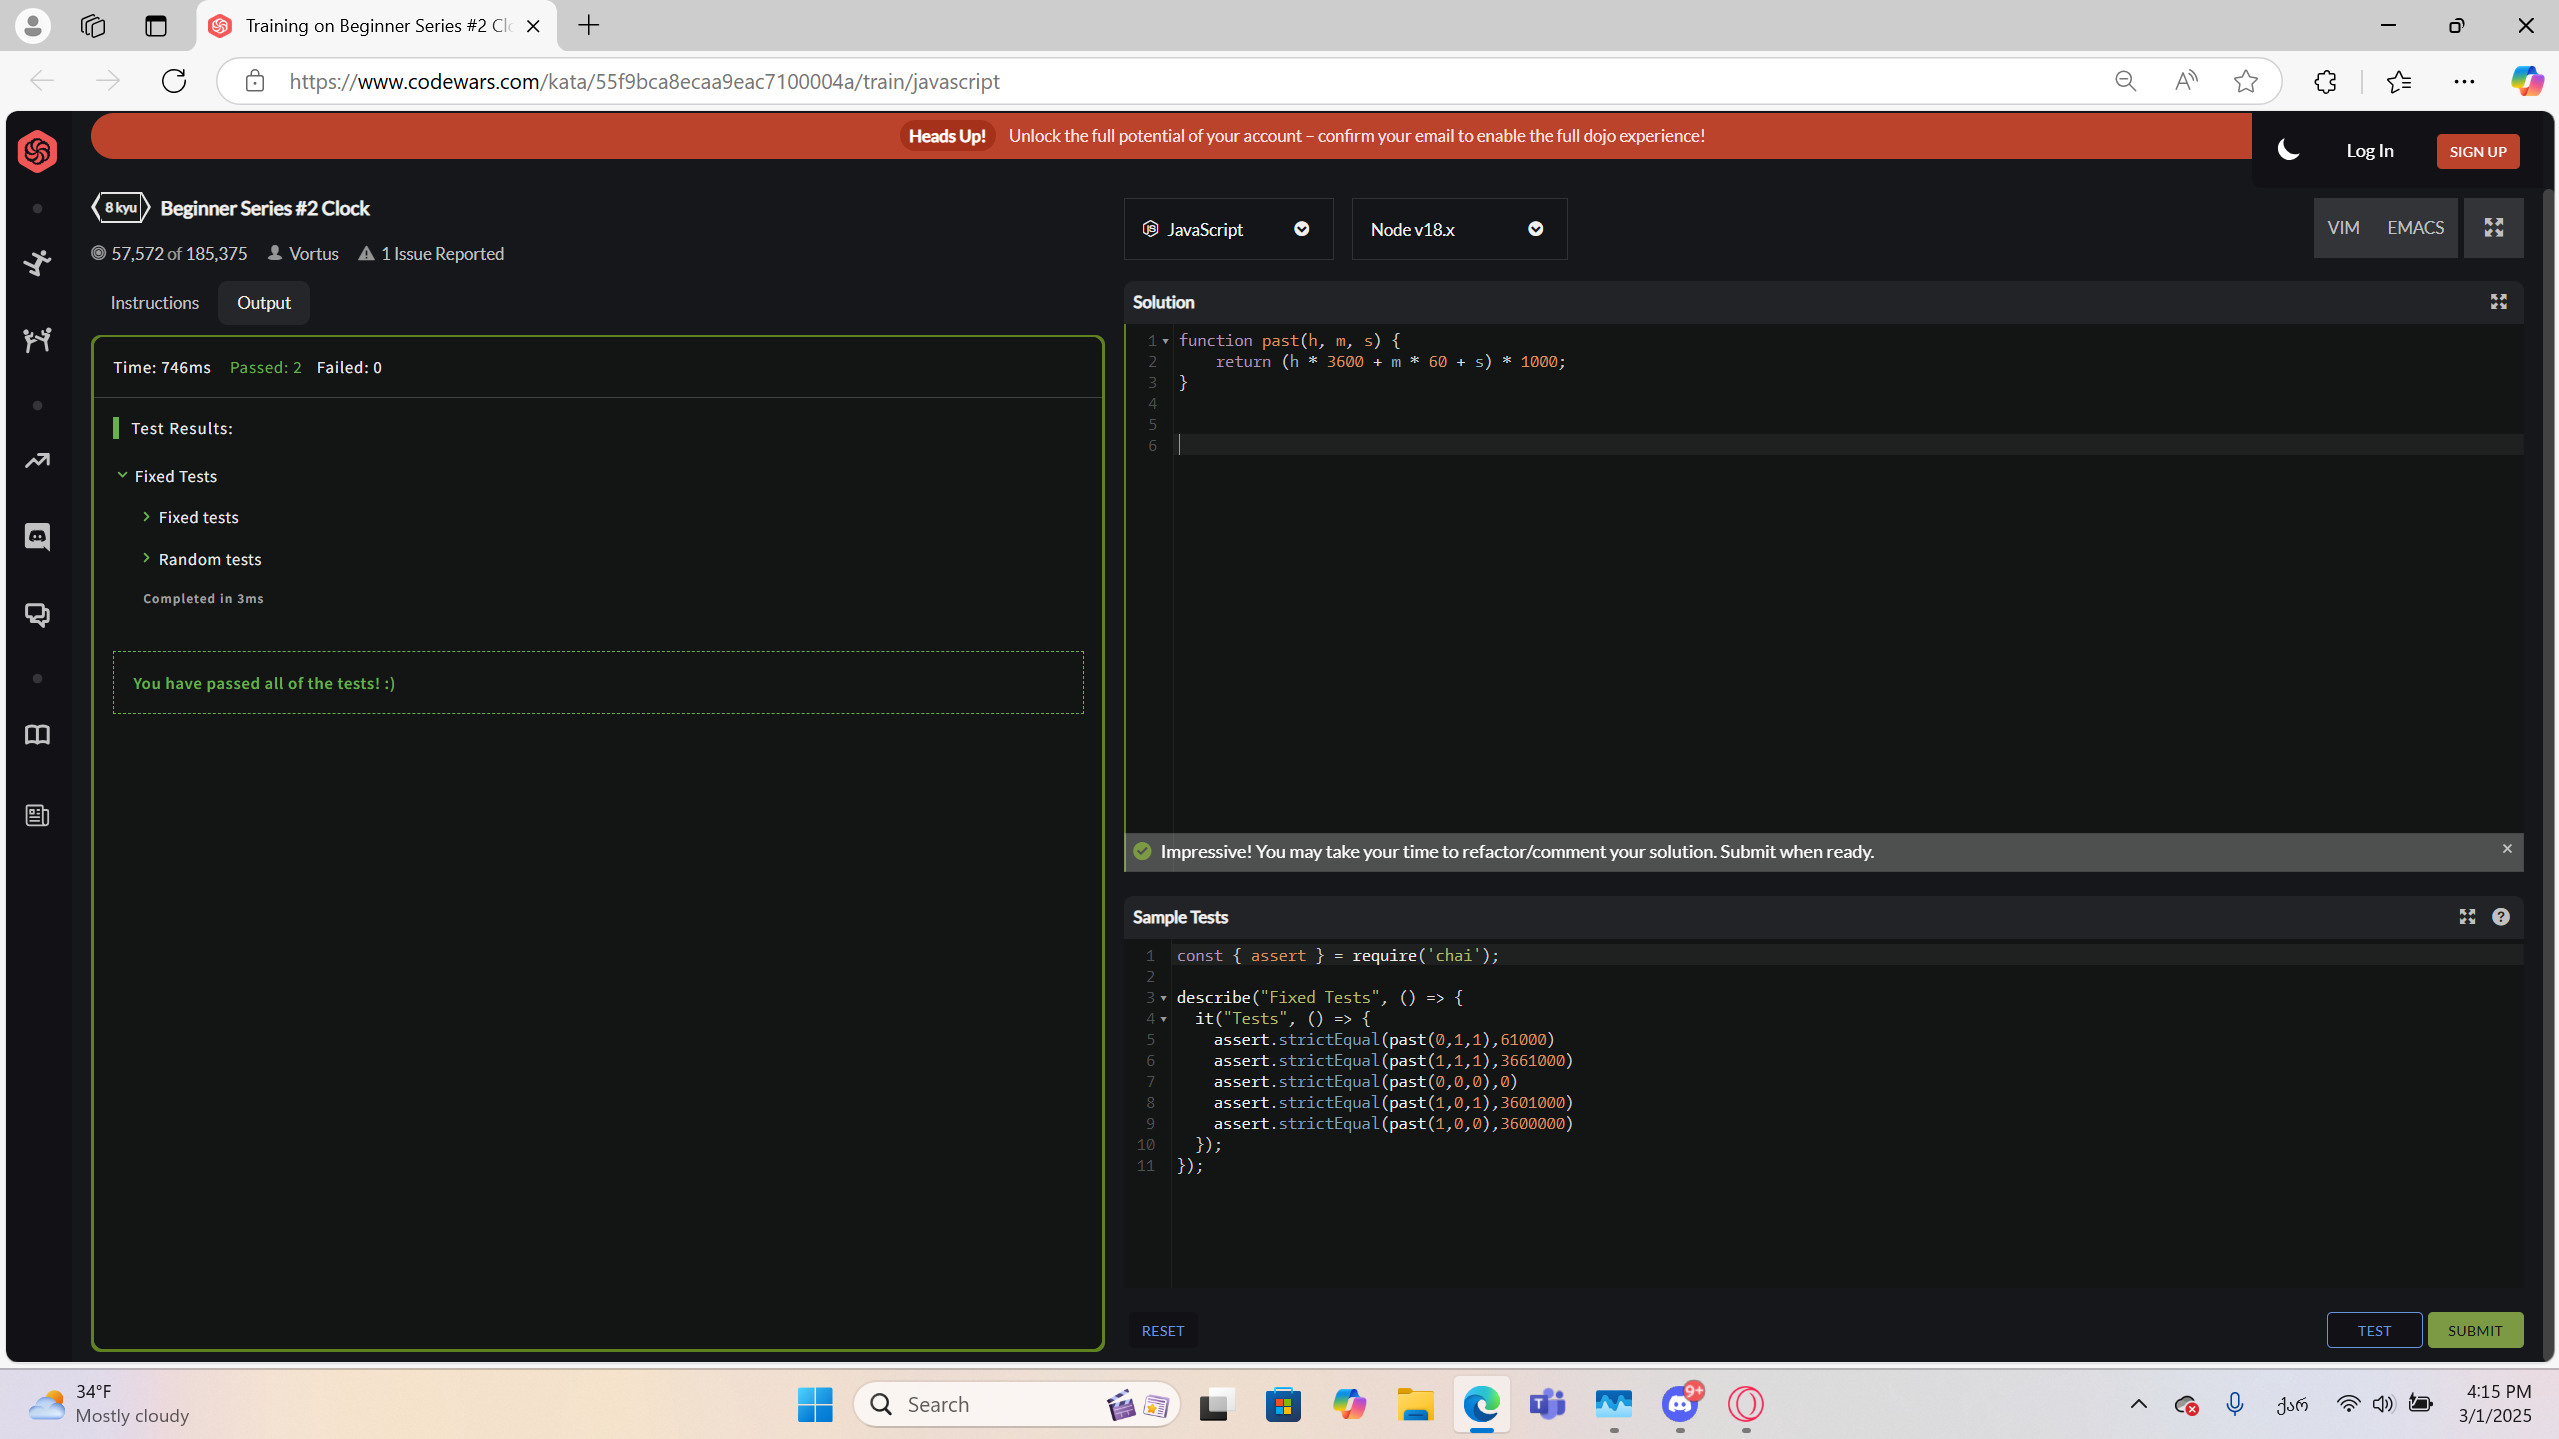 Training on Beginner Series #2 Clo
https://www.codewars.com/kata/55f9bca8ecaa9eac7100004a/train/javascript
Heads Up! Unlock the full potential of your account – confirm your email to enable the full dojo experience!
Log In
SIGN UP
8 kyu Beginner Series #2 Clock
57,572 of 185,375 Vortus 1 Issue Reported
Instructions Output
Time: 746ms Passed: 2 Failed: 0
Test Results:
Fixed Tests
Fixed tests
Random tests
Completed in 3ms
You have passed all of the tests! :)
JavaScript
Node v18.x
VIM EMACS
Solution
1 function past(h, m, s) {
2     return (h * 3600 + m * 60 + s) * 1000;
3 }
4
5
6
Impressive! You may take your time to refactor/comment your solution. Submit when ready.
Sample Tests
1 const { assert } = require('chai');
2
3 describe("Fixed Tests", () => {
4   it("Tests", () => {
5     assert.strictEqual(past(0,1,1),61000)
6     assert.strictEqual(past(1,1,1),3661000)
7     assert.strictEqual(past(0,0,0),0)
8     assert.strictEqual(past(1,0,1),3601000)
9     assert.strictEqual(past(1,0,0),3600000)
10   });
11 });
RESET
TEST
SUBMIT
34°F
Mostly cloudy
Search
9+
ქარ
4:15 PM
3/1/2025